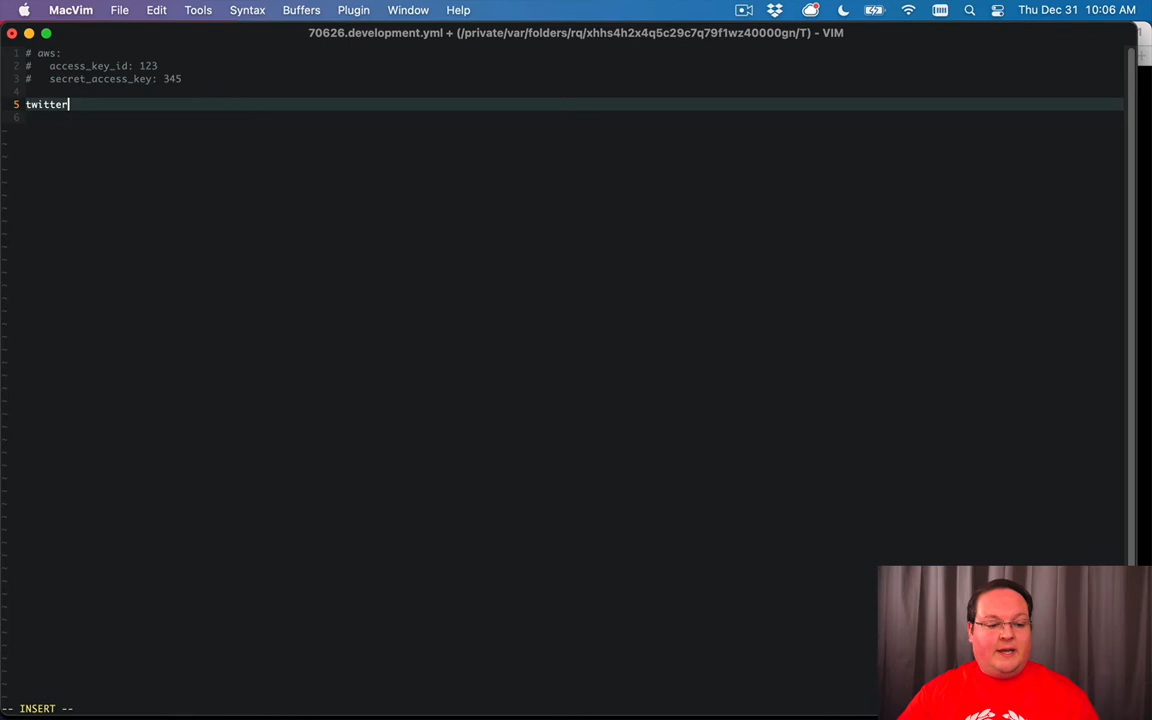 MacVim File Edit Tools Syntax Buffers Plugin Window Help Thu Dec 31 10:06 AM
70626.development.yml + (/private/var/folders/rq/xhhs4h2x4q5c29c7q79f1wz40000gn/T) - VIM
1 # aws:
2 #   access_key_id: 123
3 #   secret_access_key: 345
4
5 twitter
6
-- INSERT --